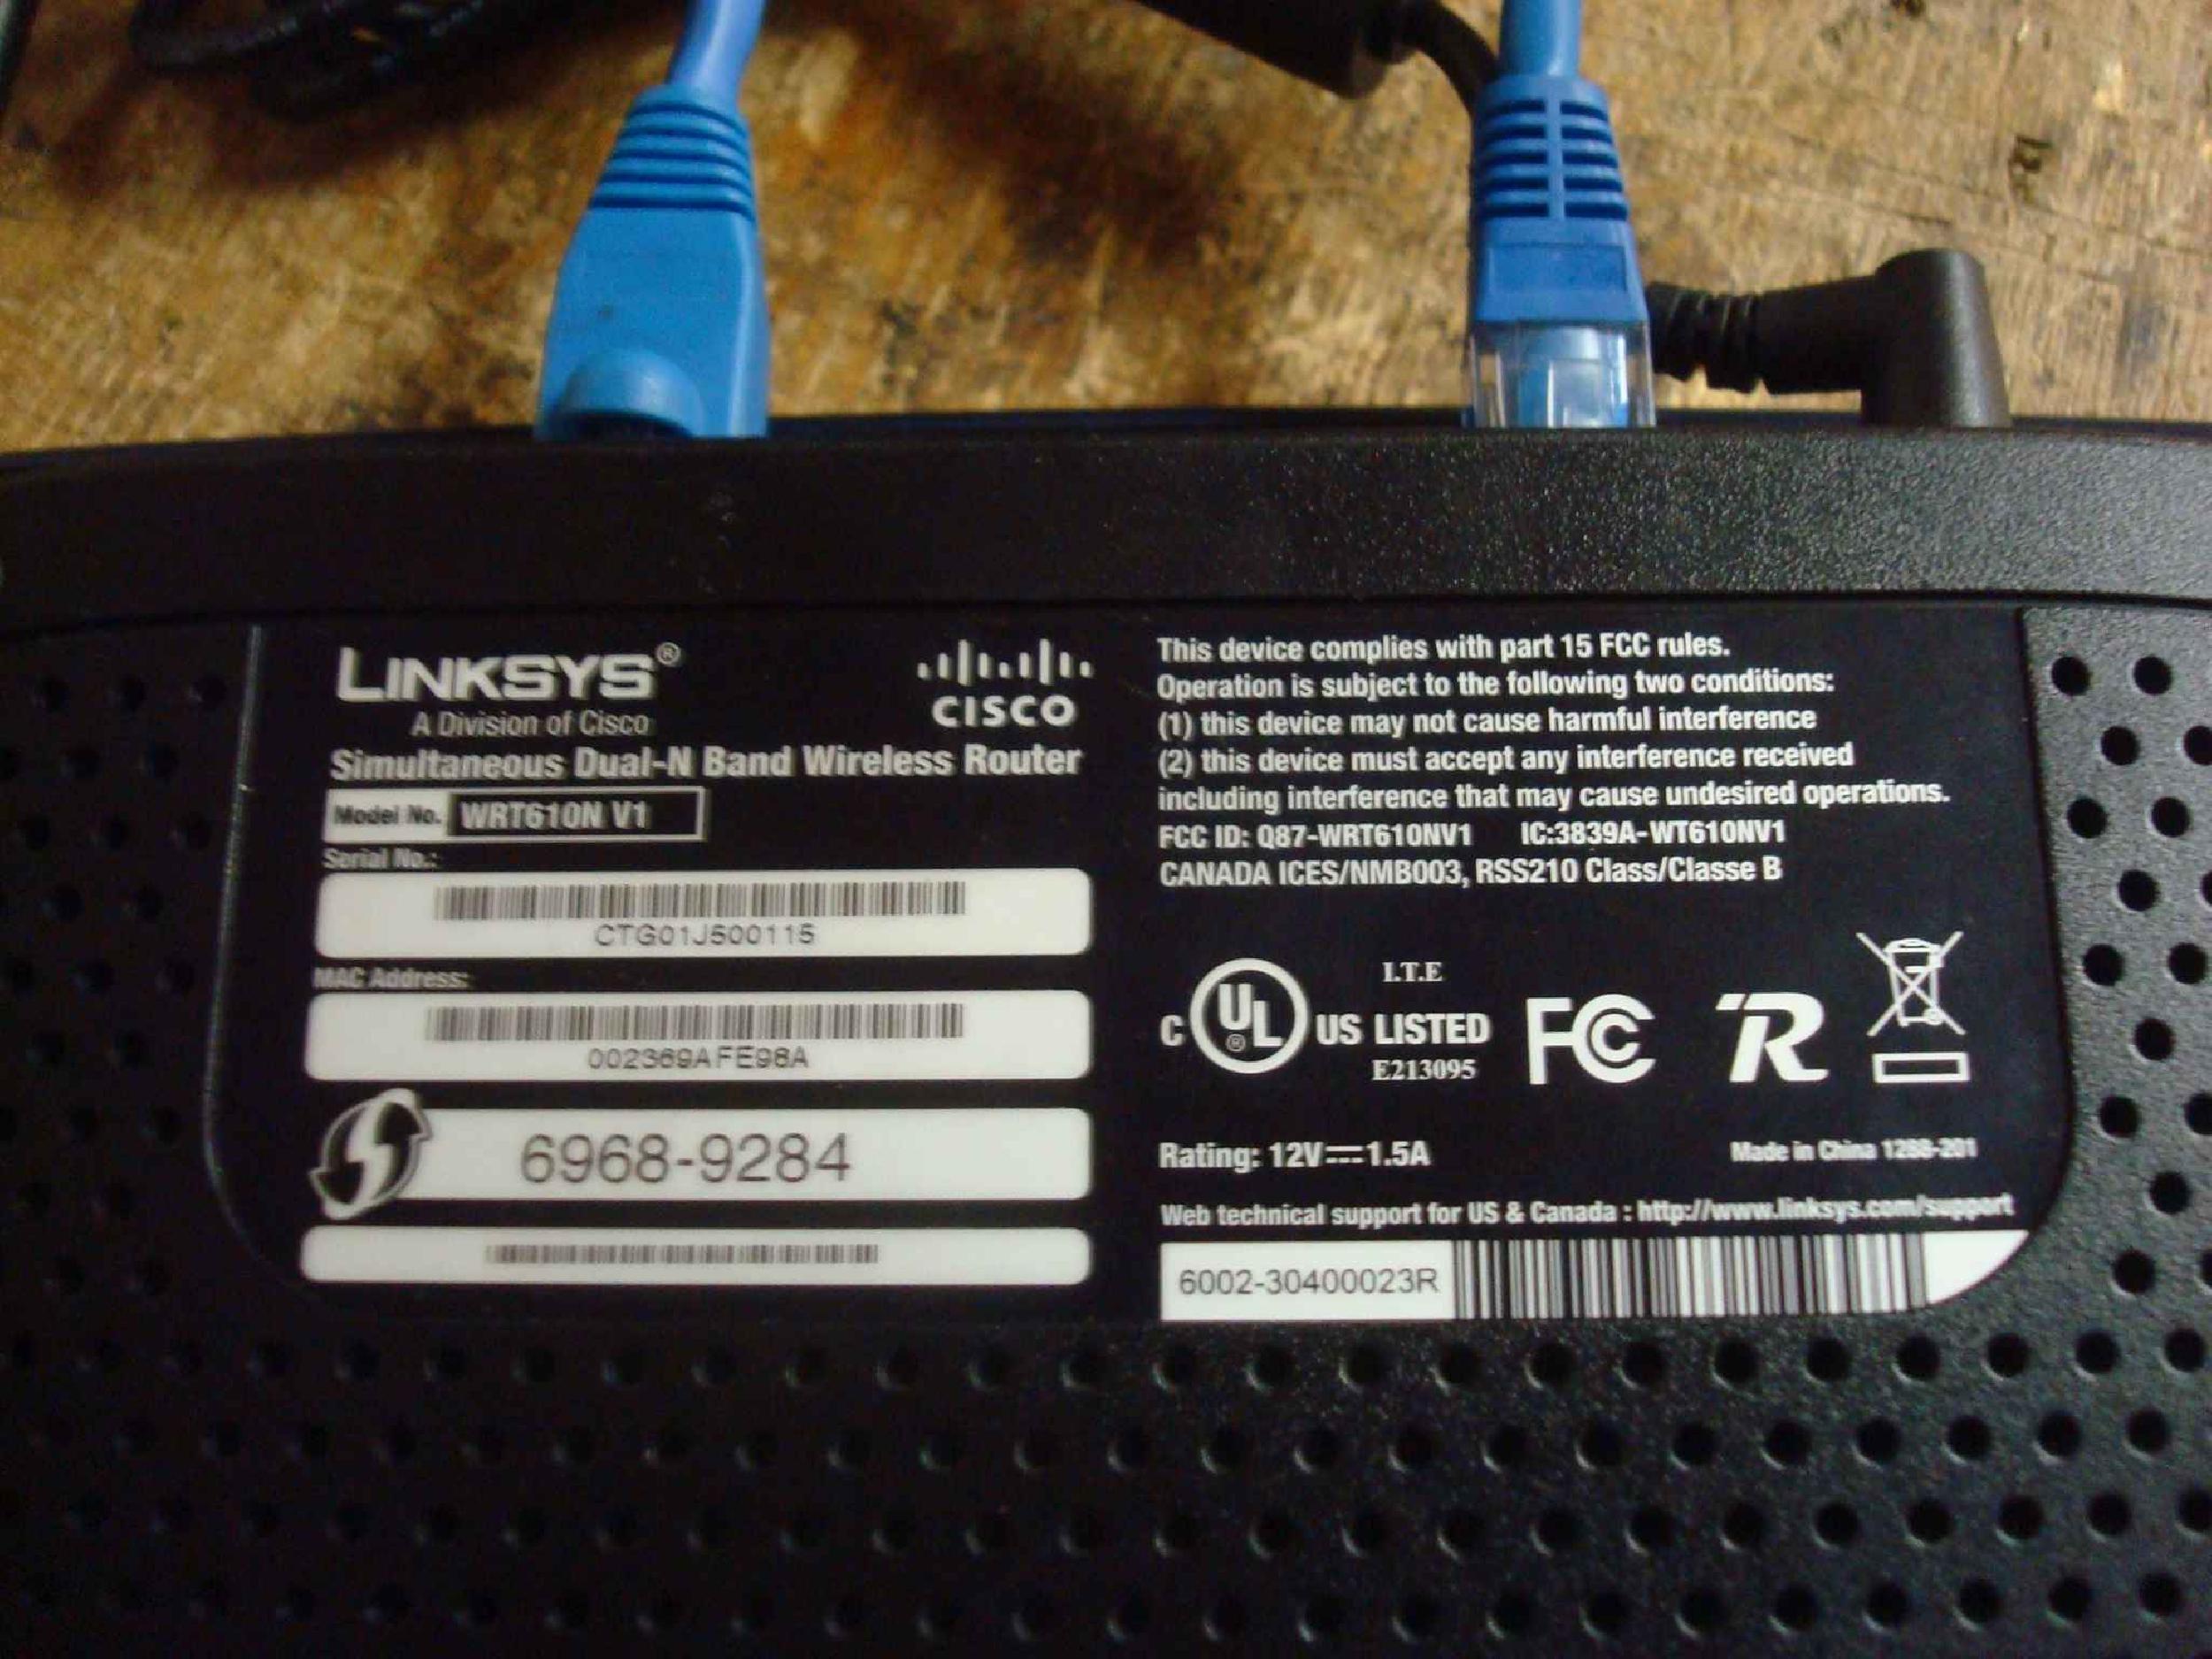 LINKSYS®
A Division of Cisco
CISCO
Simultaneous Dual-N Band Wireless Router
Model No. WRT610N V1
Serial No.:
CTG01J500115
MAC Address:
002369AFE98A
6968-9284
This device complies with part 15 FCC rules.
Operation is subject to the following two conditions:
(1) this device may not cause harmful interference
(2) this device must accept any interference received
including interference that may cause undesired operations.
FCC ID: Q87-WRT610NV1 IC:3839A-WT610NV1
CANADA ICES/NMB003, RSS210 Class/Classe B
I.T.E
C UL® US LISTED
E213095
FC
R
Rating: 12V⎓1.5A
Made in China 1288-201
Web technical support for US & Canada : http://www.linksys.com/support
6002-30400023R